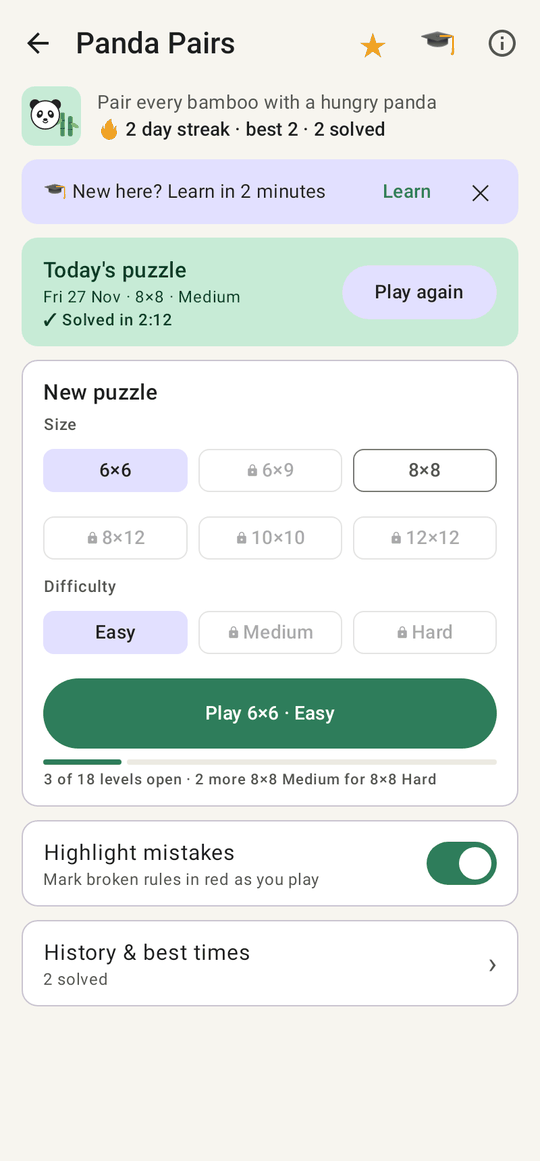 Panda Pairs
Pair every bamboo with a hungry panda
🔥 2 day streak · best 2 · 2 solved
🎓 New here? Learn in 2 minutes
Learn
Today's puzzle
Fri 27 Nov · 8×8 · Medium
✓ Solved in 2:12
Play again
New puzzle
Size
6×6
6×9
8×8
8×12
10×10
12×12
Difficulty
Easy
Medium
Hard
Play 6×6 · Easy
3 of 18 levels open · 2 more 8×8 Medium for 8×8 Hard
Highlight mistakes
Mark broken rules in red as you play
History & best times
2 solved